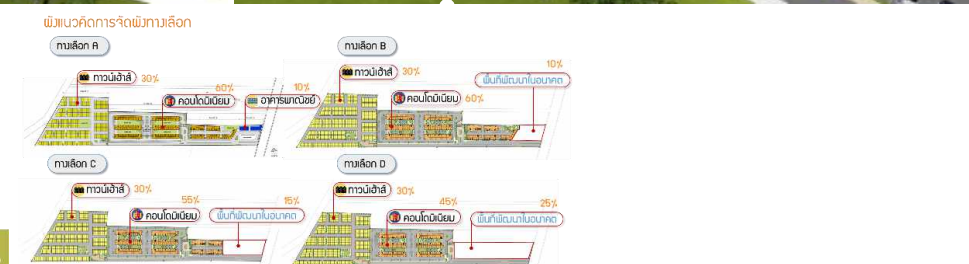 ผังแนวคิดการจัดผังทางเลือก
ทางเลือก A
ทาวน์เฮ้าส์ 30%
60%
คอนโดมิเนียม
10%
อาคารพาณิชย์
ทางเลือก B
ทาวน์เฮ้าส์ 30%
10%
พื้นที่พัฒนาในอนาคต
คอนโดมิเนียม 60%
ทางเลือก C
ทาวน์เฮ้าส์ 30%
55%
คอนโดมิเนียม
15%
พื้นที่พัฒนาในอนาคต
ทางเลือก D
ทาวน์เฮ้าส์ 30%
45%
คอนโดมิเนียม
25%
พื้นที่พัฒนาในอนาคต